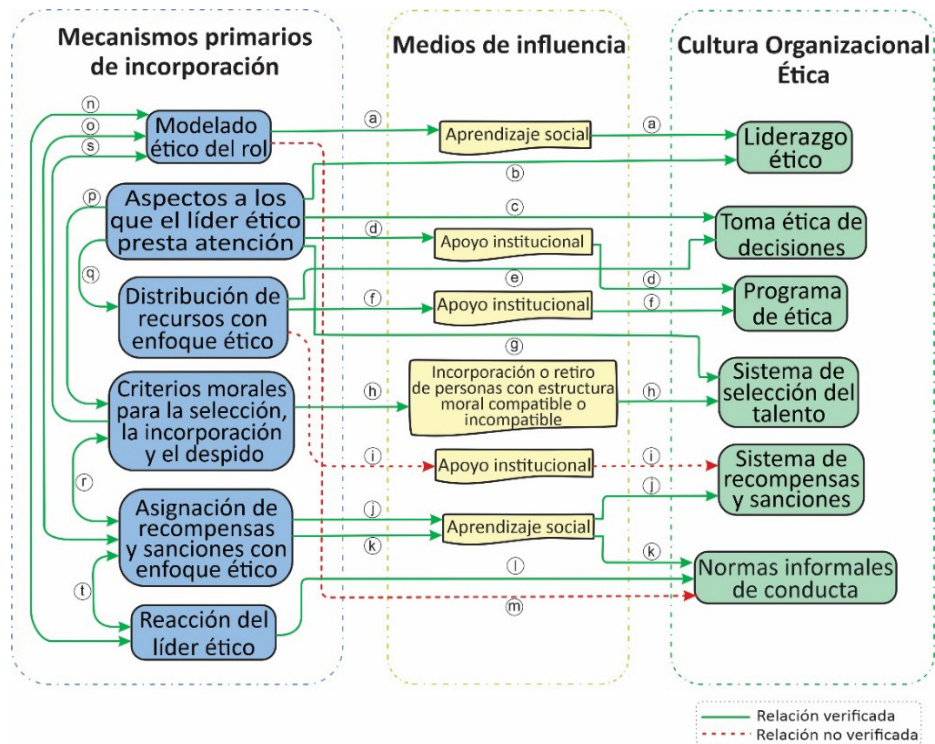 Mecanismos primarios
de incorporación
Medios de influencia
Cultura Organizacional
Ética
n
o
s
Modelado
ético del rol
a
Aprendizaje social
a
Liderazgo
ético
b
p
Aspectos a los
que el líder ético
presta atención
c
d
Apoyo institucional
Toma ética de
decisiones
q
e
d
Distribución de
recursos con
enfoque ético
f
Apoyo institucional
f
Programa
de ética
g
Criterios morales
para la selección,
la incorporación
y el despido
h
Incorporación o retiro
de personas con estructura
moral compatible o
incompatible
h
Sistema de
selección del
talento
i
Apoyo institucional
i
Sistema de
recompensas
y sanciones
r
Asignación de
recompensas
y sanciones con
enfoque ético
j
k
Aprendizaje social
j
k
l
Normas informales
de conducta
t
m
Reacción del
líder ético
Relación verificada
Relación no verificada